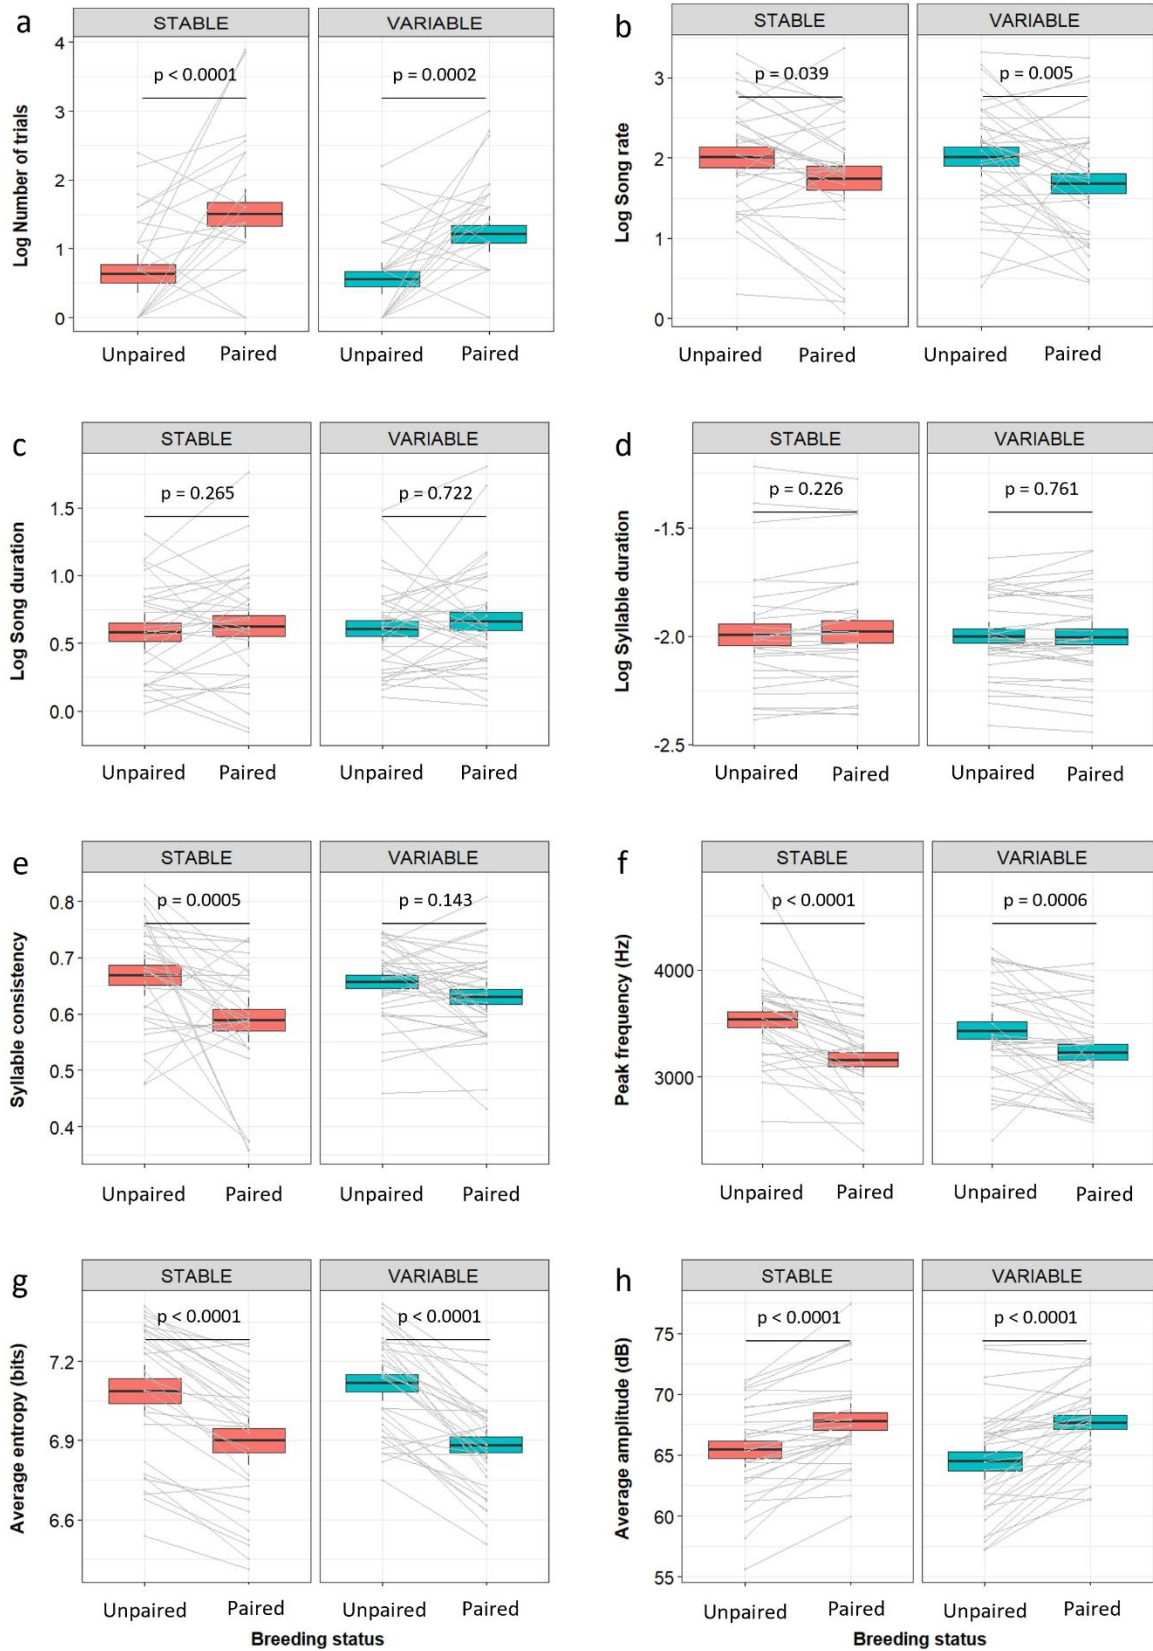 a
STABLE
VARIABLE
p < 0.0001
p = 0.0002
Log Number of trials
4
3
2
1
0
Unpaired
Paired
Unpaired
Paired
b
STABLE
VARIABLE
p = 0.039
p = 0.005
Log Song rate
3
2
1
0
Unpaired
Paired
Unpaired
Paired
c
STABLE
VARIABLE
p = 0.265
p = 0.722
Log Song duration
1.5
1.0
0.5
0.0
Unpaired
Paired
Unpaired
Paired
d
STABLE
VARIABLE
p = 0.226
p = 0.761
Log Syllable duration
-1.5
-2.0
-2.5
Unpaired
Paired
Unpaired
Paired
e
STABLE
VARIABLE
p = 0.0005
p = 0.143
Syllable consistency
0.8
0.7
0.6
0.5
0.4
Unpaired
Paired
Unpaired
Paired
f
STABLE
VARIABLE
p < 0.0001
p = 0.0006
Peak frequency (Hz)
4000
3000
Unpaired
Paired
Unpaired
Paired
g
STABLE
VARIABLE
p < 0.0001
p < 0.0001
Average entropy (bits)
7.2
6.9
6.6
Unpaired
Paired
Unpaired
Paired
Breeding status
h
STABLE
VARIABLE
p < 0.0001
p < 0.0001
Average amplitude (dB)
75
70
65
60
55
Unpaired
Paired
Unpaired
Paired
Breeding status